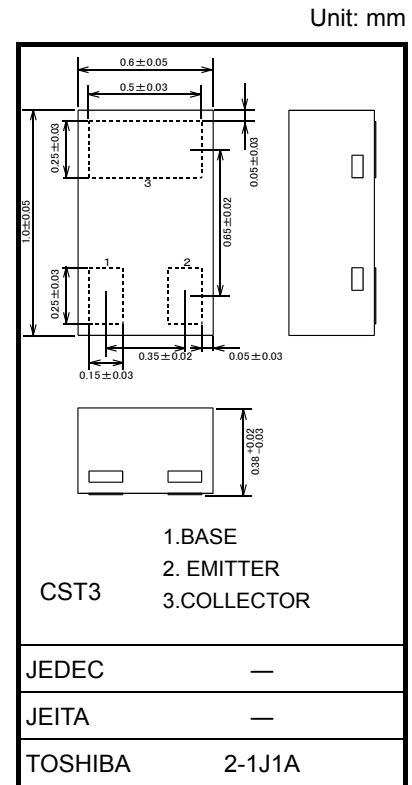 Unit: mm
0.6±0.05
0.5±0.03
0.25±0.03
0.05±0.03
3
1.0±0.05
0.65±0.02
1
2
0.25±0.03
0.35±0.02
0.05±0.03
0.15±0.03
0.38 +0.02 -0.03
1.BASE
2. EMITTER
CST3
3.COLLECTOR
JEDEC —
JEITA —
TOSHIBA 2-1J1A